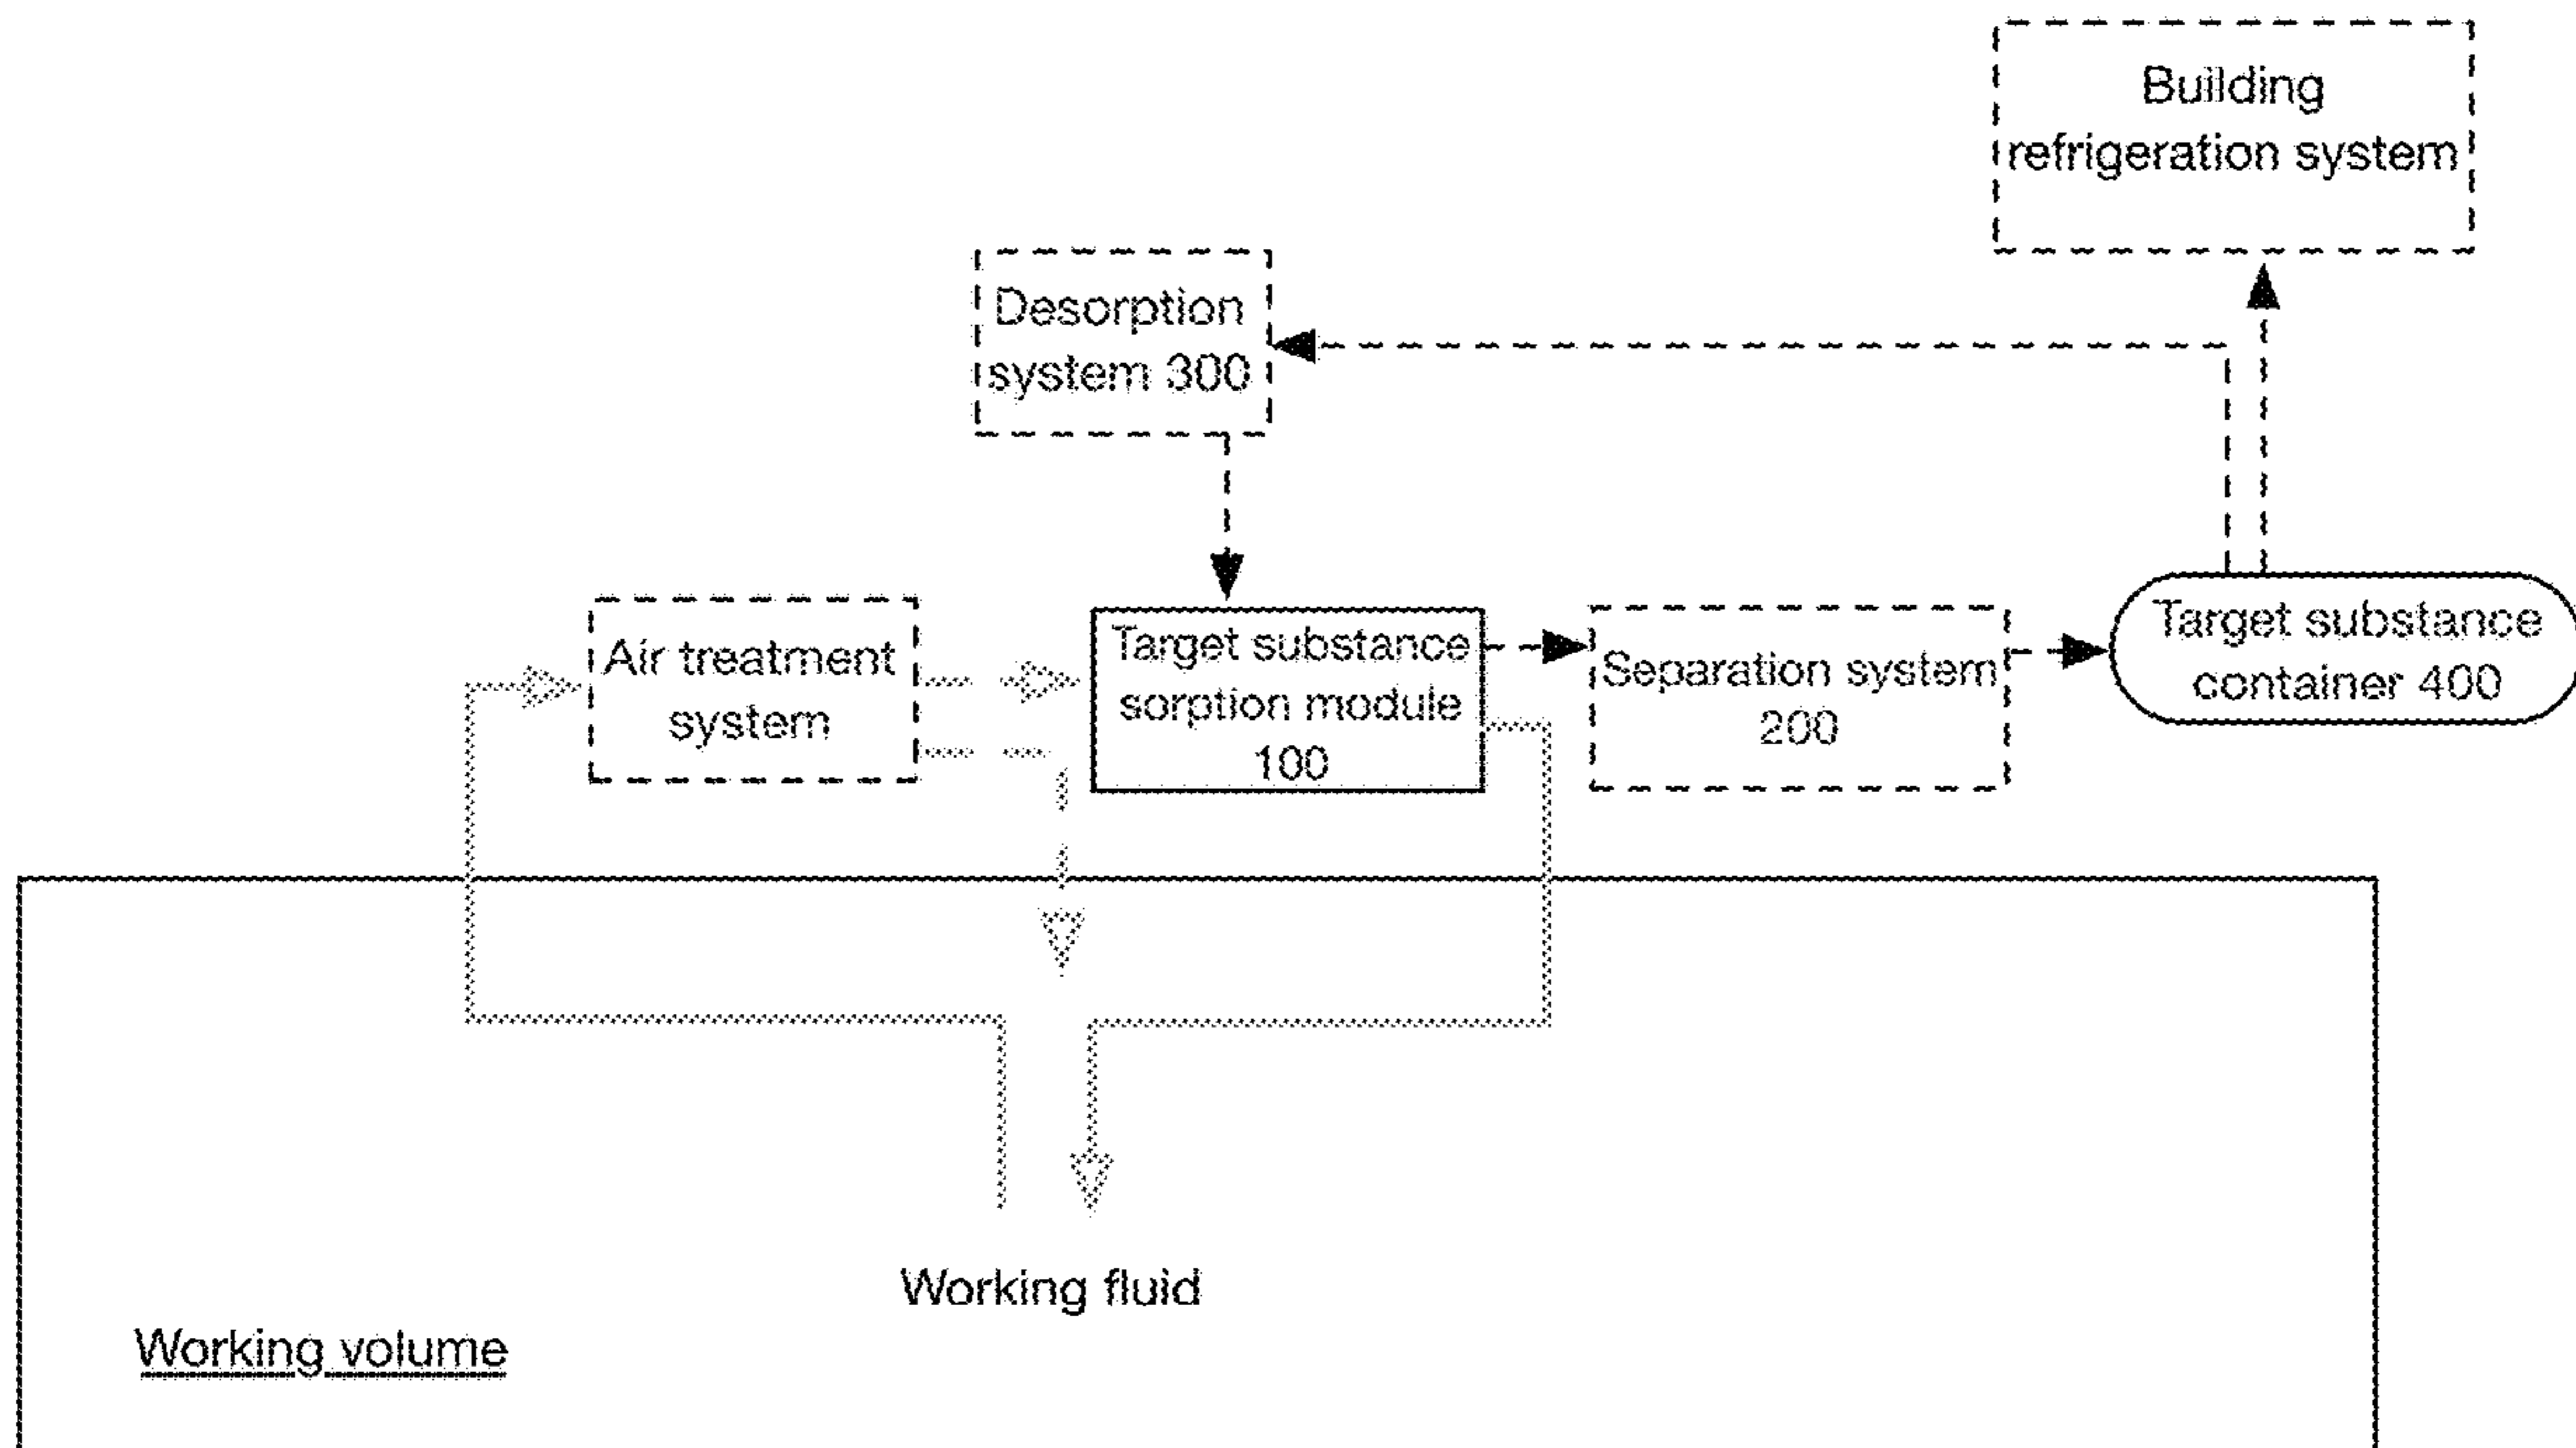 Building
refrigeration system
Desorption
system 300
Air treatment
system
Target substance
sorption module
100
Separation system
200
Target substance
container 400
Working fluid
Working volume